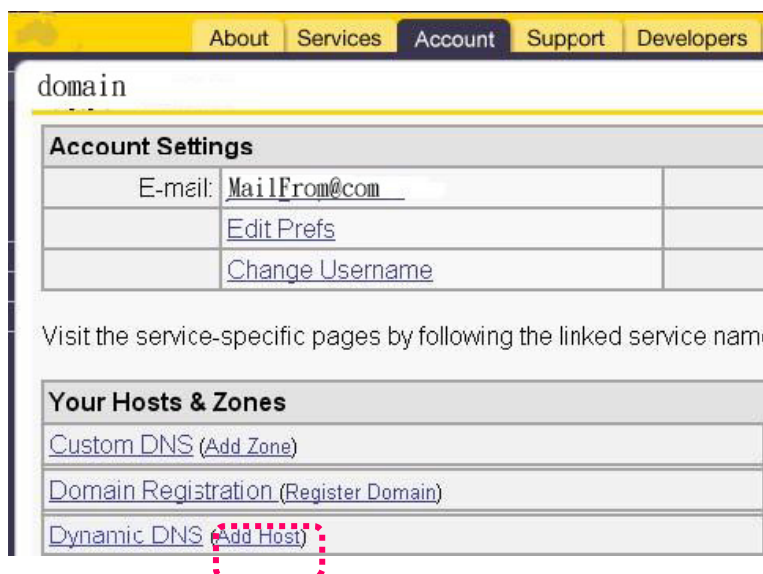 About Services Account Support Developers
domain
Account Settings
E-mail: MailFrom@com
Edit Prefs
Change Username
Visit the service-specific pages by following the linked service nam
Your Hosts & Zones
Custom DNS (Add Zone)
Domain Registration (Register Domain)
Dynamic DNS (Add Host)